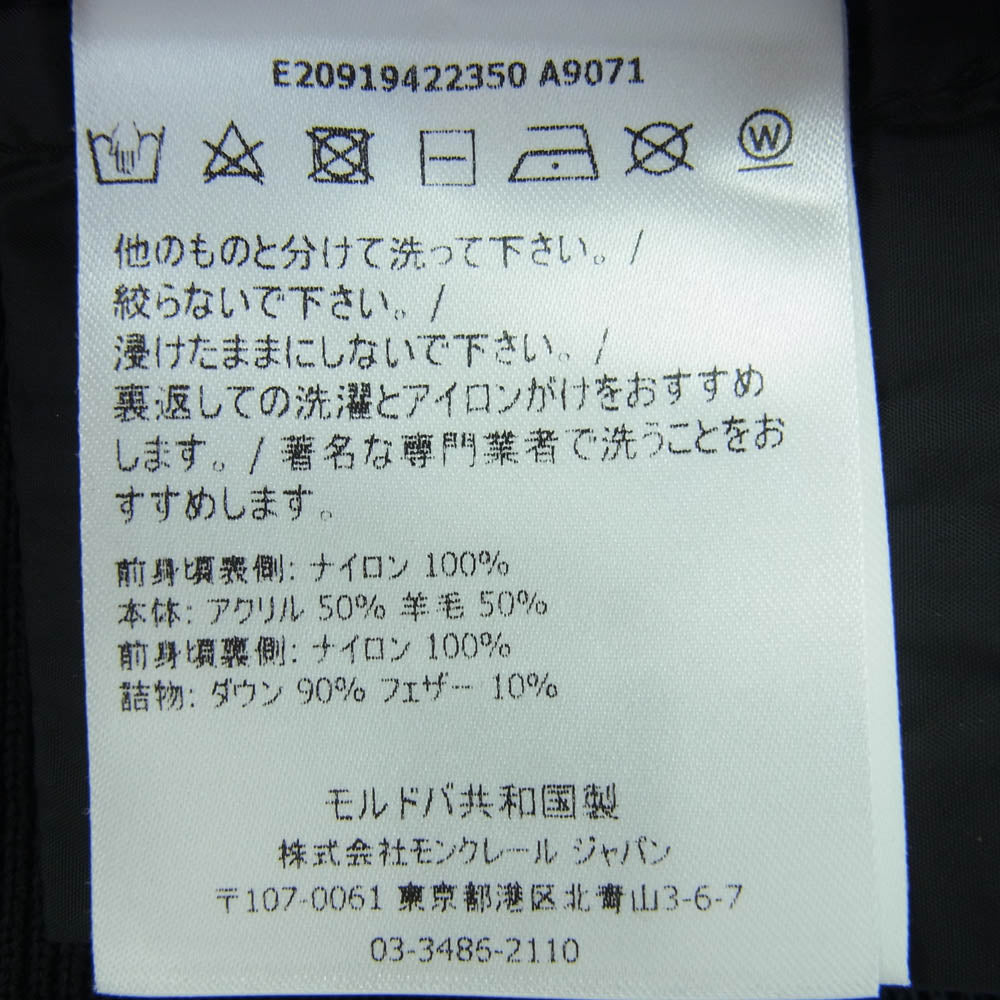 E20919422350 A9071
W
他のものと分けて洗って下さい。/
絞らないで下さい。/
浸けたままにしないで下さい。/
裏返しての洗濯とアイロンがけをおすすめ
します。/ 著名な専門業者で洗うことをお
すすめします。
前身頃表側: ナイロン 100%
本体: アクリル 50% 羊毛 50%
前身頃裏側: ナイロン 100%
詰物: ダウン 90% フェザー 10%
モルドバ共和国製
株式会社モンクレール ジャパン
〒107-0061 東京都港区北青山3-6-7
03-3486-2110